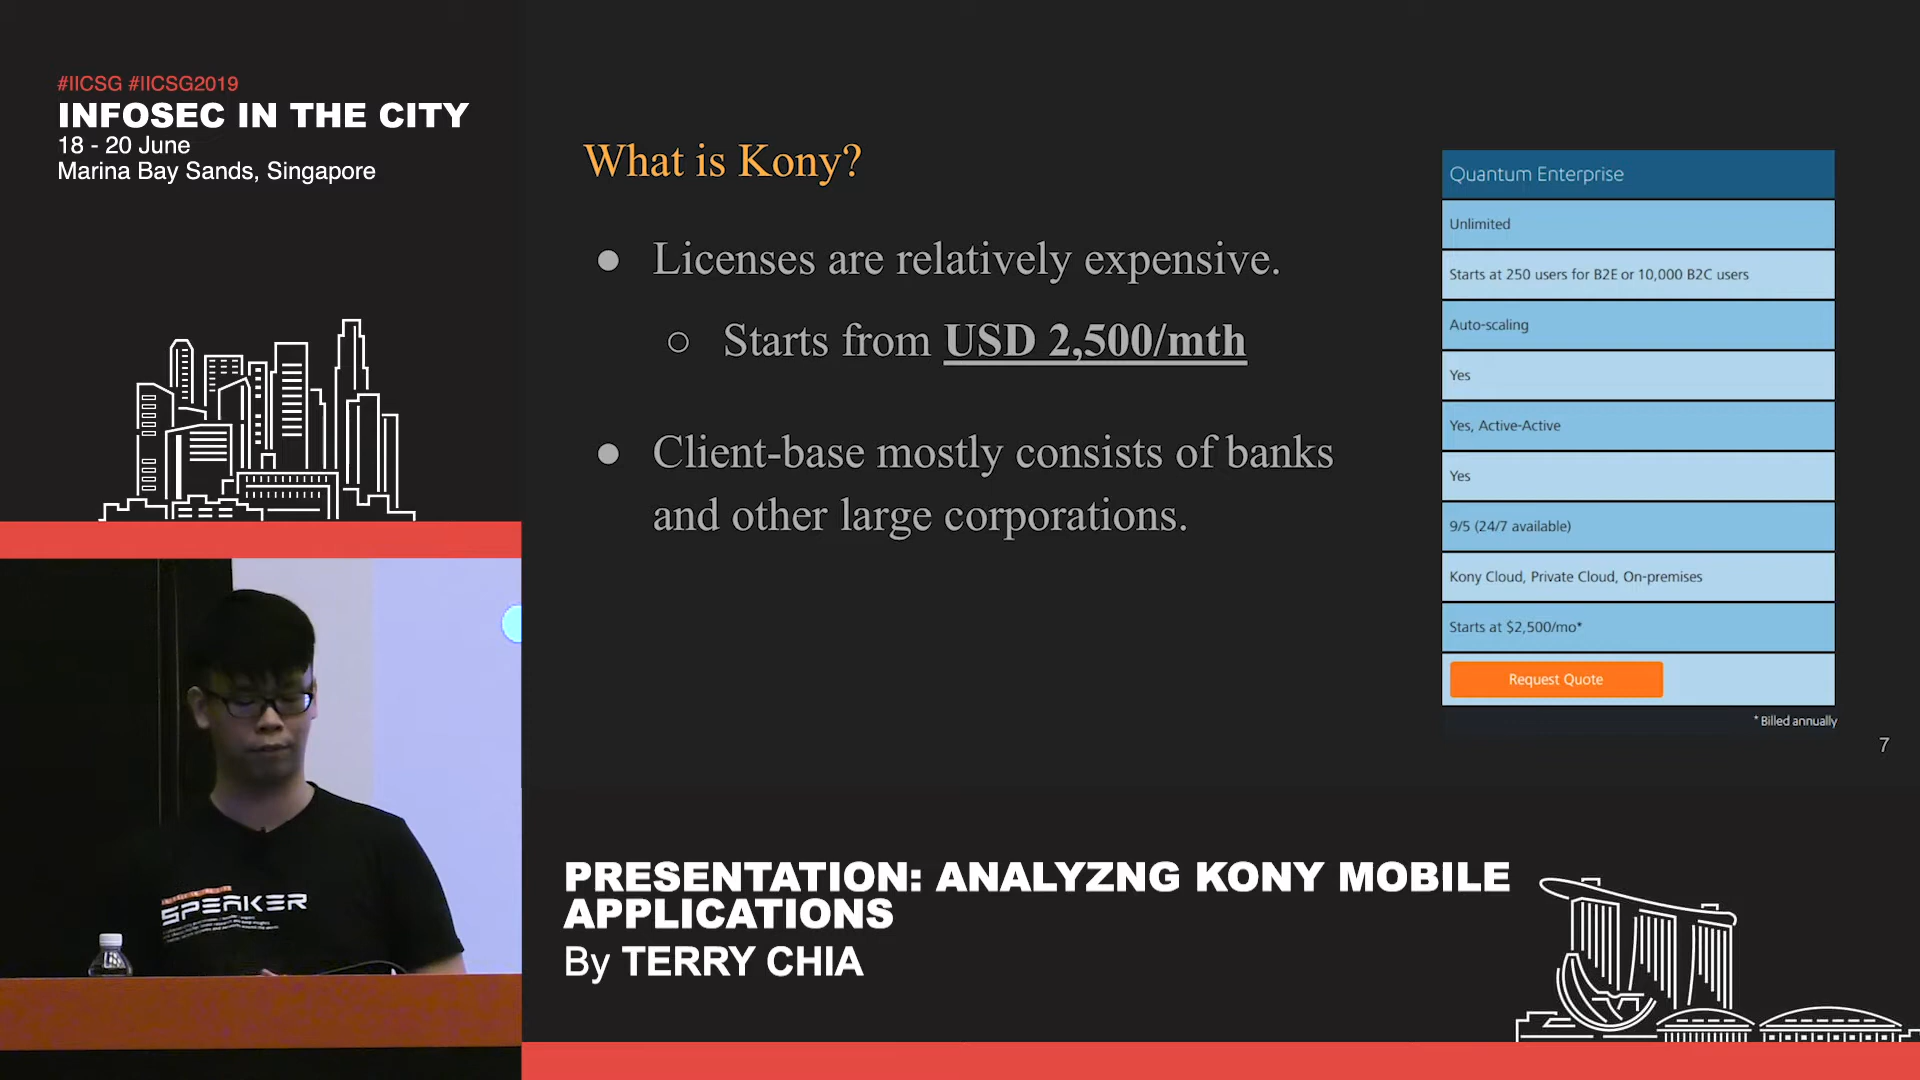 #IICSG #IICSG2019
INFOSEC IN THE CITY
18 - 20 June
Marina Bay Sands, Singapore
What is Kony?
● Licenses are relatively expensive.
○ Starts from USD 2,500/mth
● Client-base mostly consists of banks
and other large corporations.
Quantum Enterprise
Unlimited
Starts at 250 users for B2E or 10,000 B2C users
Auto-scaling
Yes
Yes, Active-Active
Yes
9/5 (24/7 available)
Kony Cloud, Private Cloud, On-premises
Starts at $2,500/mo*
Request Quote
* Billed annually
7
SPEAKER
PRESENTATION: ANALYZNG KONY MOBILE
APPLICATIONS
By TERRY CHIA